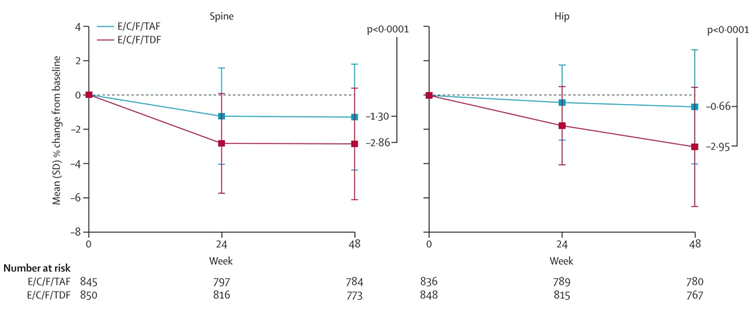 Spine
Hip
E/C/F/TAF
E/C/F/TDF
p<0·0001
p<0·0001
Mean (SD) % change from baseline
4
2
0
–2
–4
–6
–8
–1·30
–2·86
–0·66
–2·95
0 24 48
0 24 48
Week
Week
Number at risk
E/C/F/TAF 845 797 784 836 789 780
E/C/F/TDF 850 816 773 848 815 767